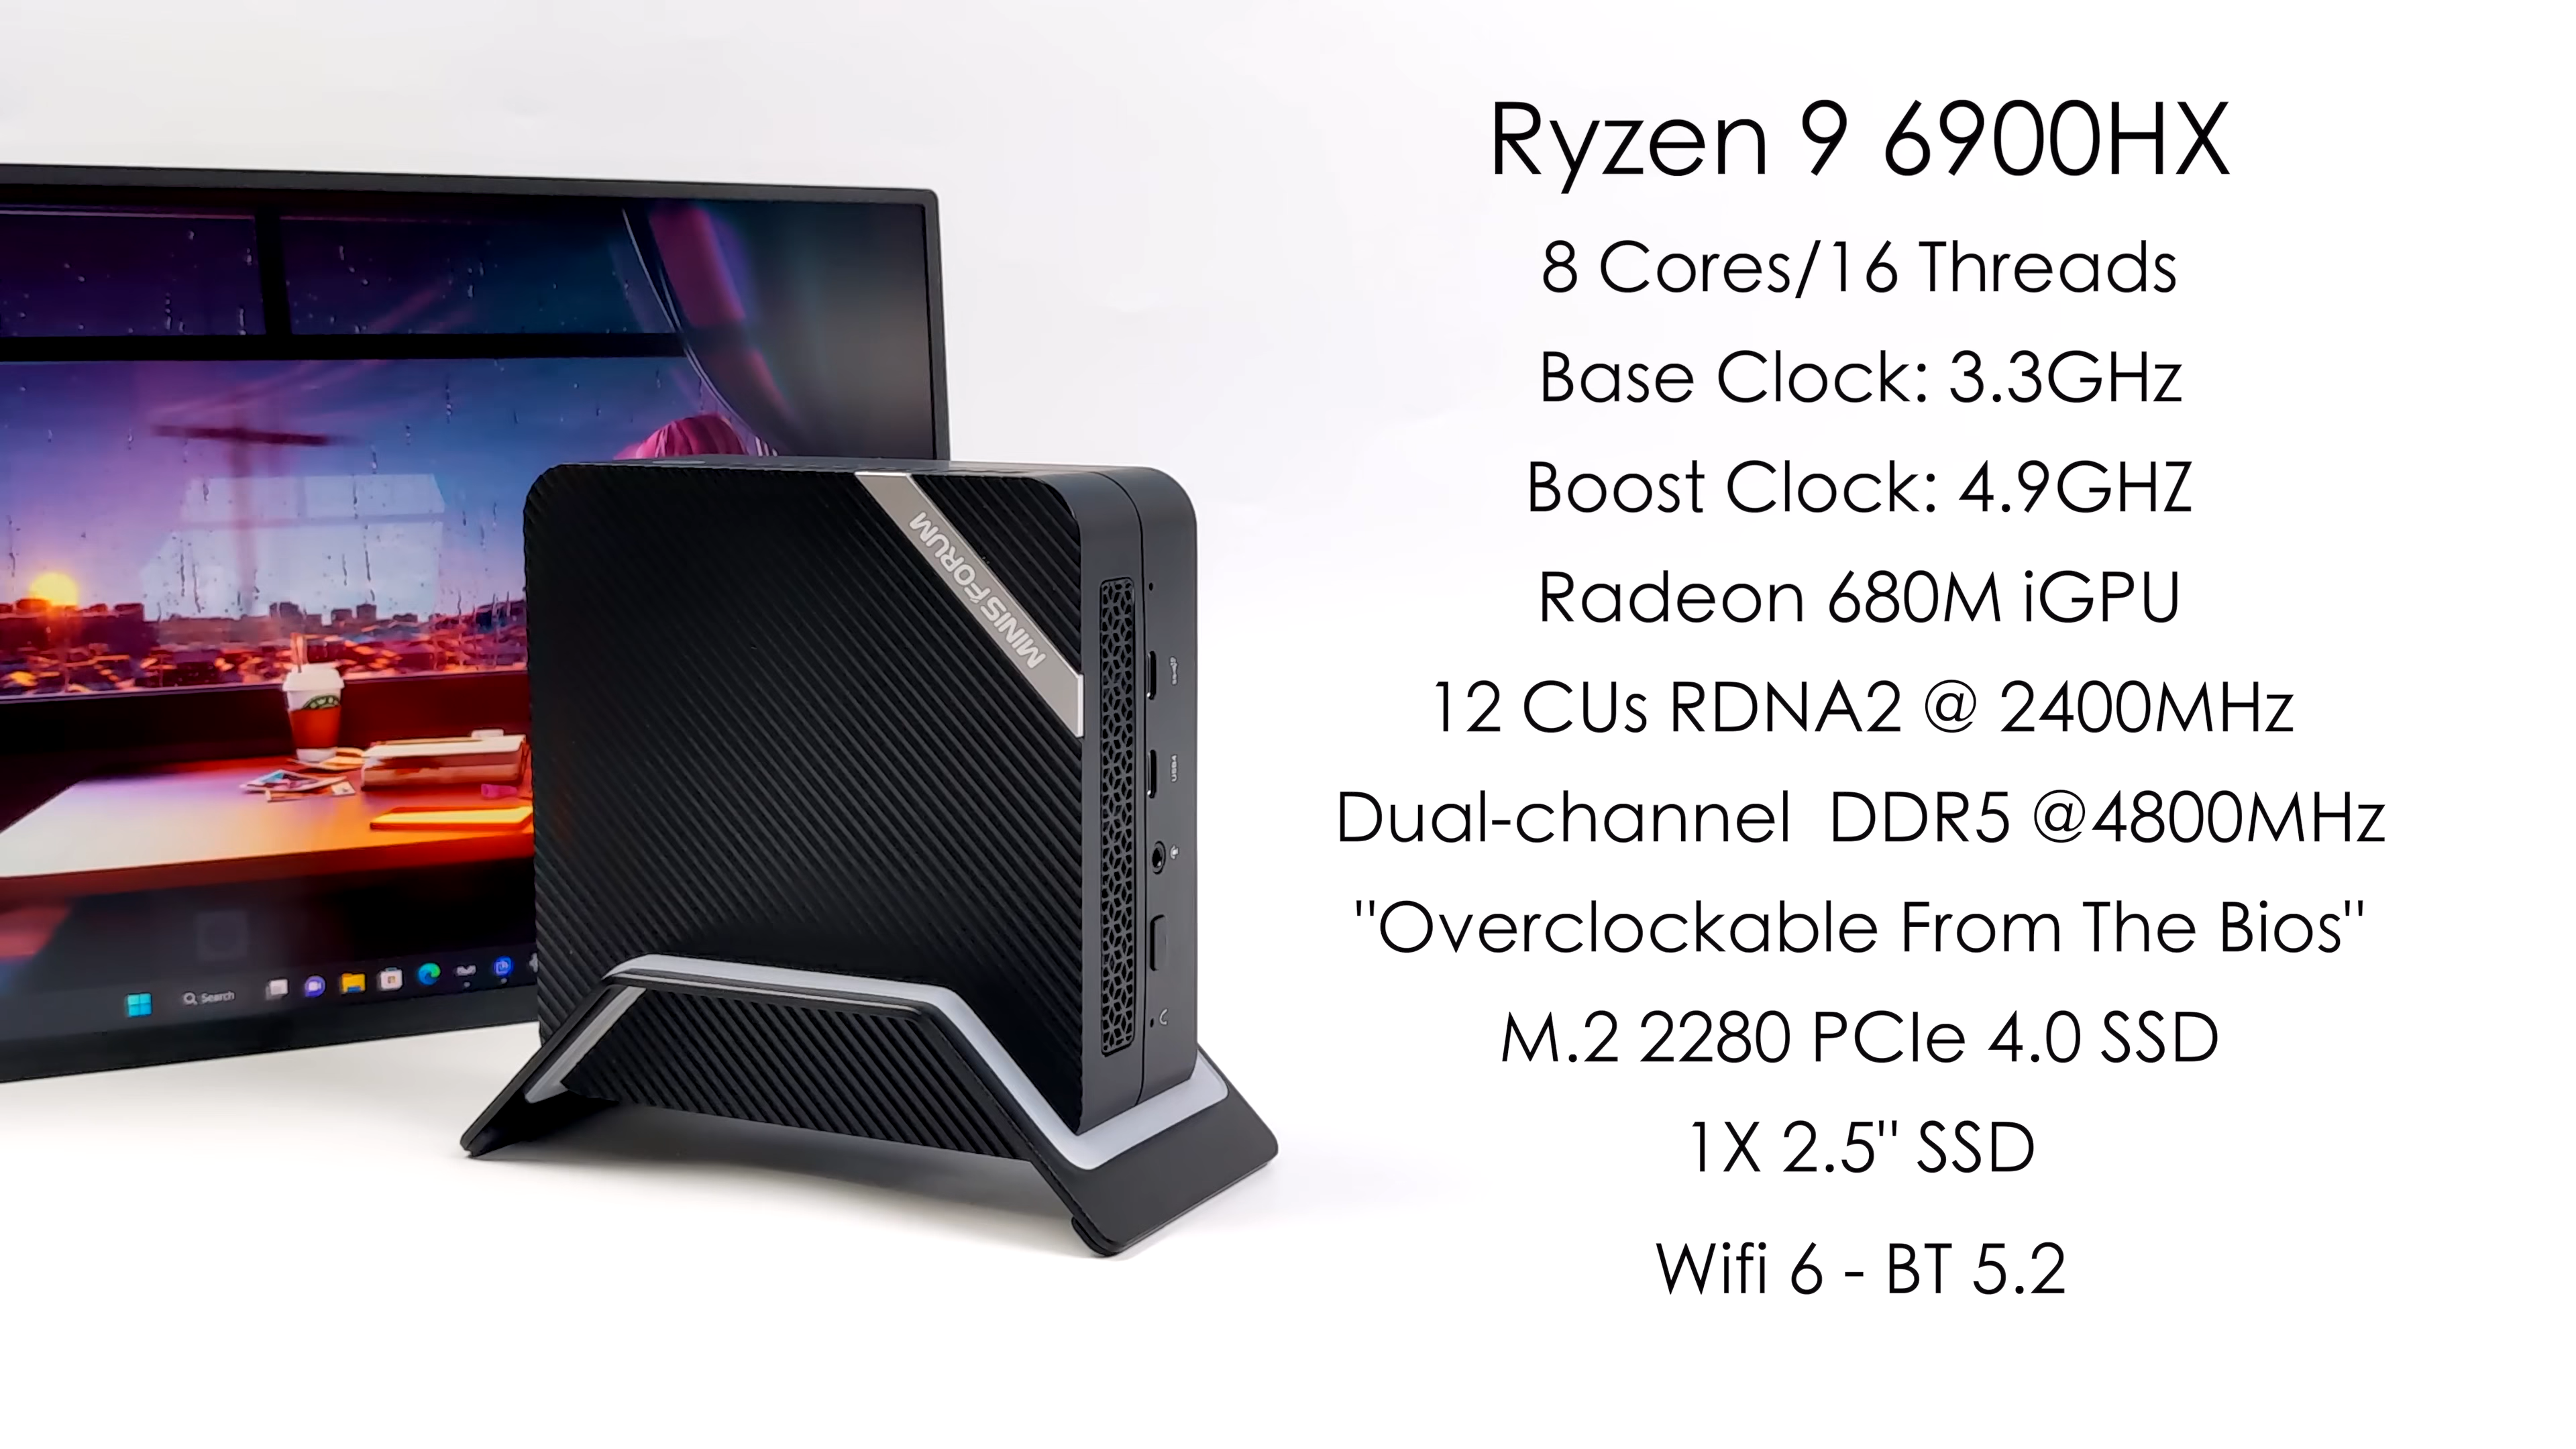 Ryzen 9 6900HX
8 Cores/16 Threads
Base Clock: 3.3GHz
Boost Clock: 4.9GHZ
Radeon 680M iGPU
12 CUs RDNA2 @ 2400MHz
Dual-channel  DDR5 @4800MHz
"Overclockable From The Bios"
M.2 2280 PCIe 4.0 SSD
1X 2.5" SSD
Wifi 6 - BT 5.2
MINISFORUM
USB4
Search